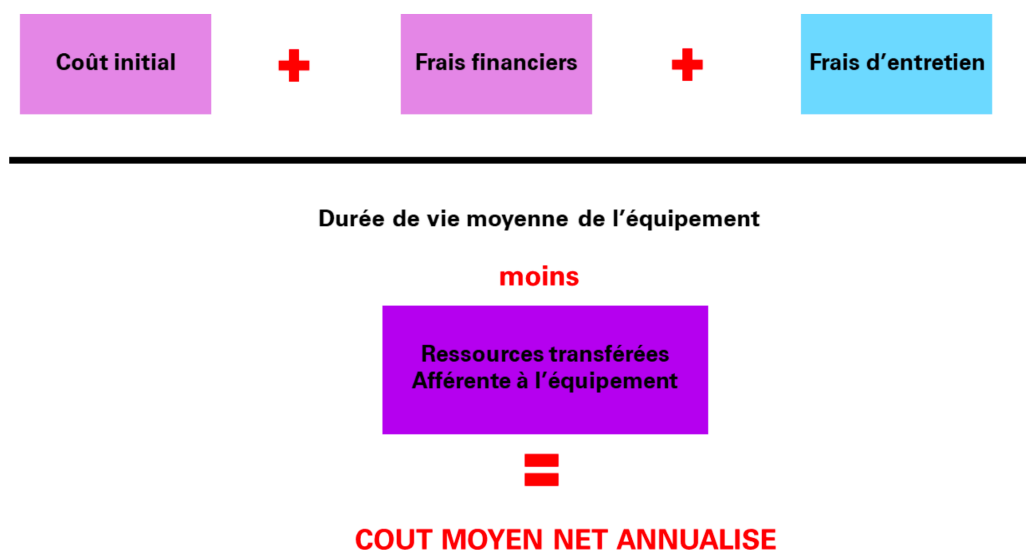 Coût initial + Frais financiers + Frais d'entretien
Durée de vie moyenne de l'équipement
moins
Ressources transférées
Afférente à l'équipement
=
COUT MOYEN NET ANNUALISE